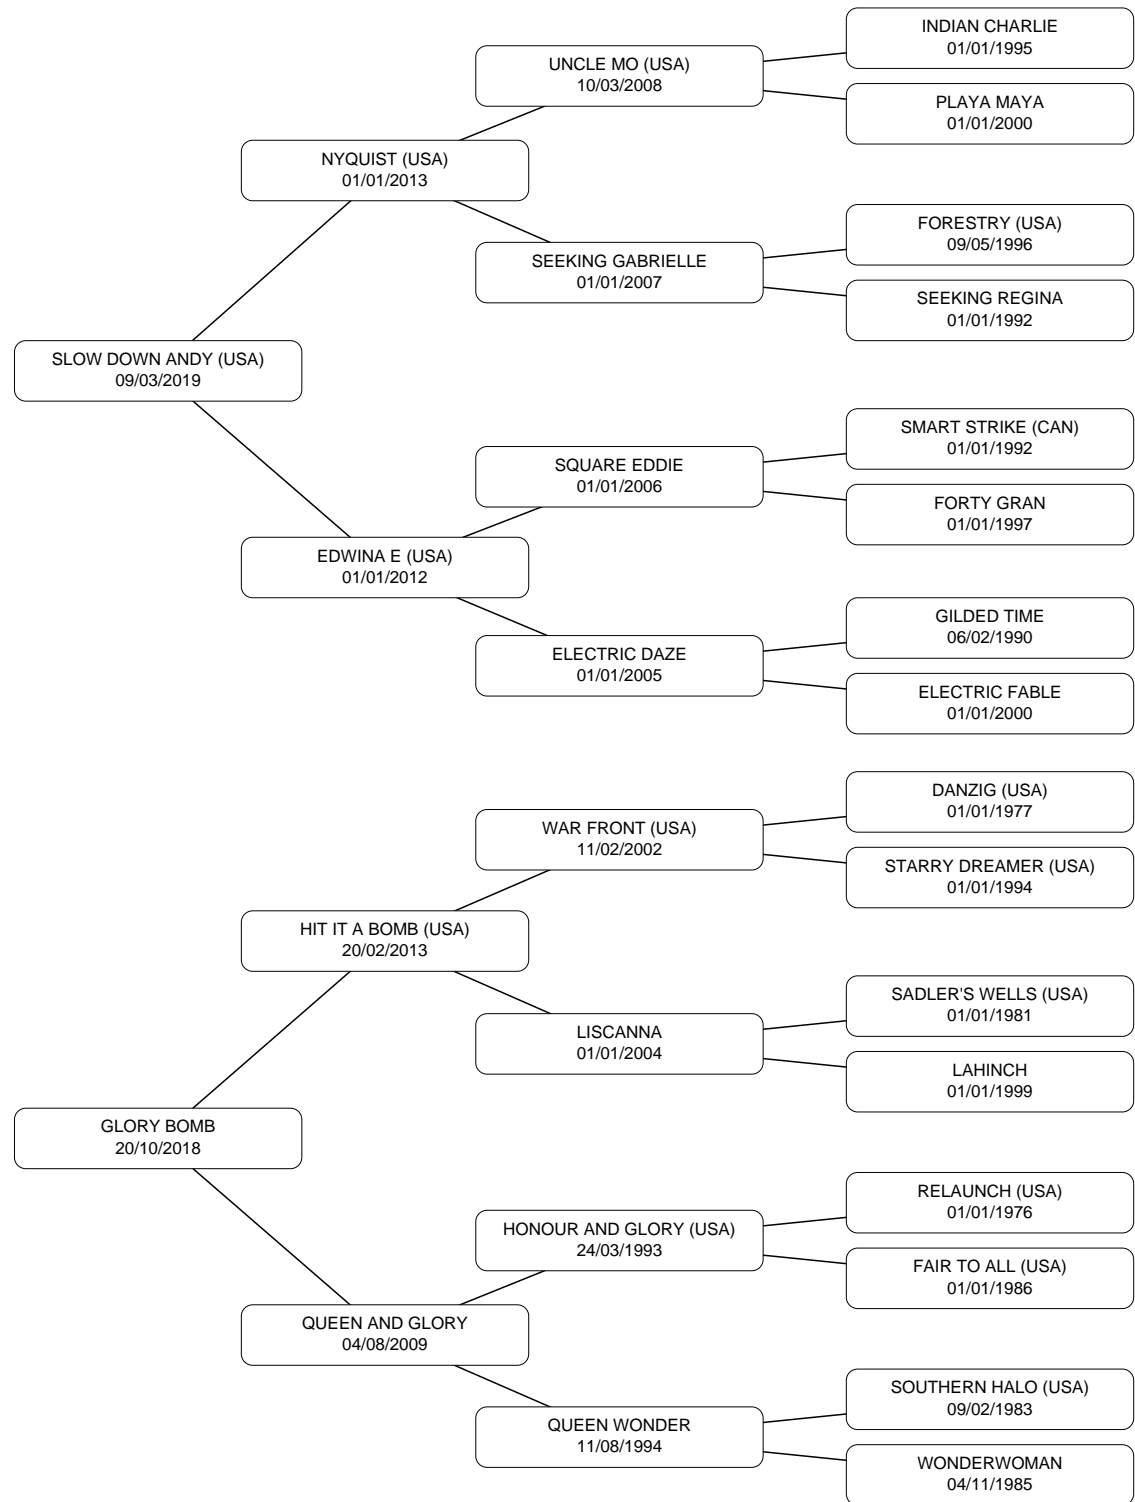 INDIAN CHARLIE
01/01/1995
UNCLE MO (USA)
10/03/2008
PLAYA MAYA
01/01/2000
NYQUIST (USA)
01/01/2013
FORESTRY (USA)
09/05/1996
SEEKING GABRIELLE
01/01/2007
SEEKING REGINA
01/01/1992
SLOW DOWN ANDY (USA)
09/03/2019
SMART STRIKE (CAN)
01/01/1992
SQUARE EDDIE
01/01/2006
FORTY GRAN
01/01/1997
EDWINA E (USA)
01/01/2012
GILDED TIME
06/02/1990
ELECTRIC DAZE
01/01/2005
ELECTRIC FABLE
01/01/2000
DANZIG (USA)
01/01/1977
WAR FRONT (USA)
11/02/2002
STARRY DREAMER (USA)
01/01/1994
HIT IT A BOMB (USA)
20/02/2013
SADLER'S WELLS (USA)
01/01/1981
LISCANNA
01/01/2004
LAHINCH
01/01/1999
GLORY BOMB
20/10/2018
RELAUNCH (USA)
01/01/1976
HONOUR AND GLORY (USA)
24/03/1993
FAIR TO ALL (USA)
01/01/1986
QUEEN AND GLORY
04/08/2009
SOUTHERN HALO (USA)
09/02/1983
QUEEN WONDER
11/08/1994
WONDERWOMAN
04/11/1985